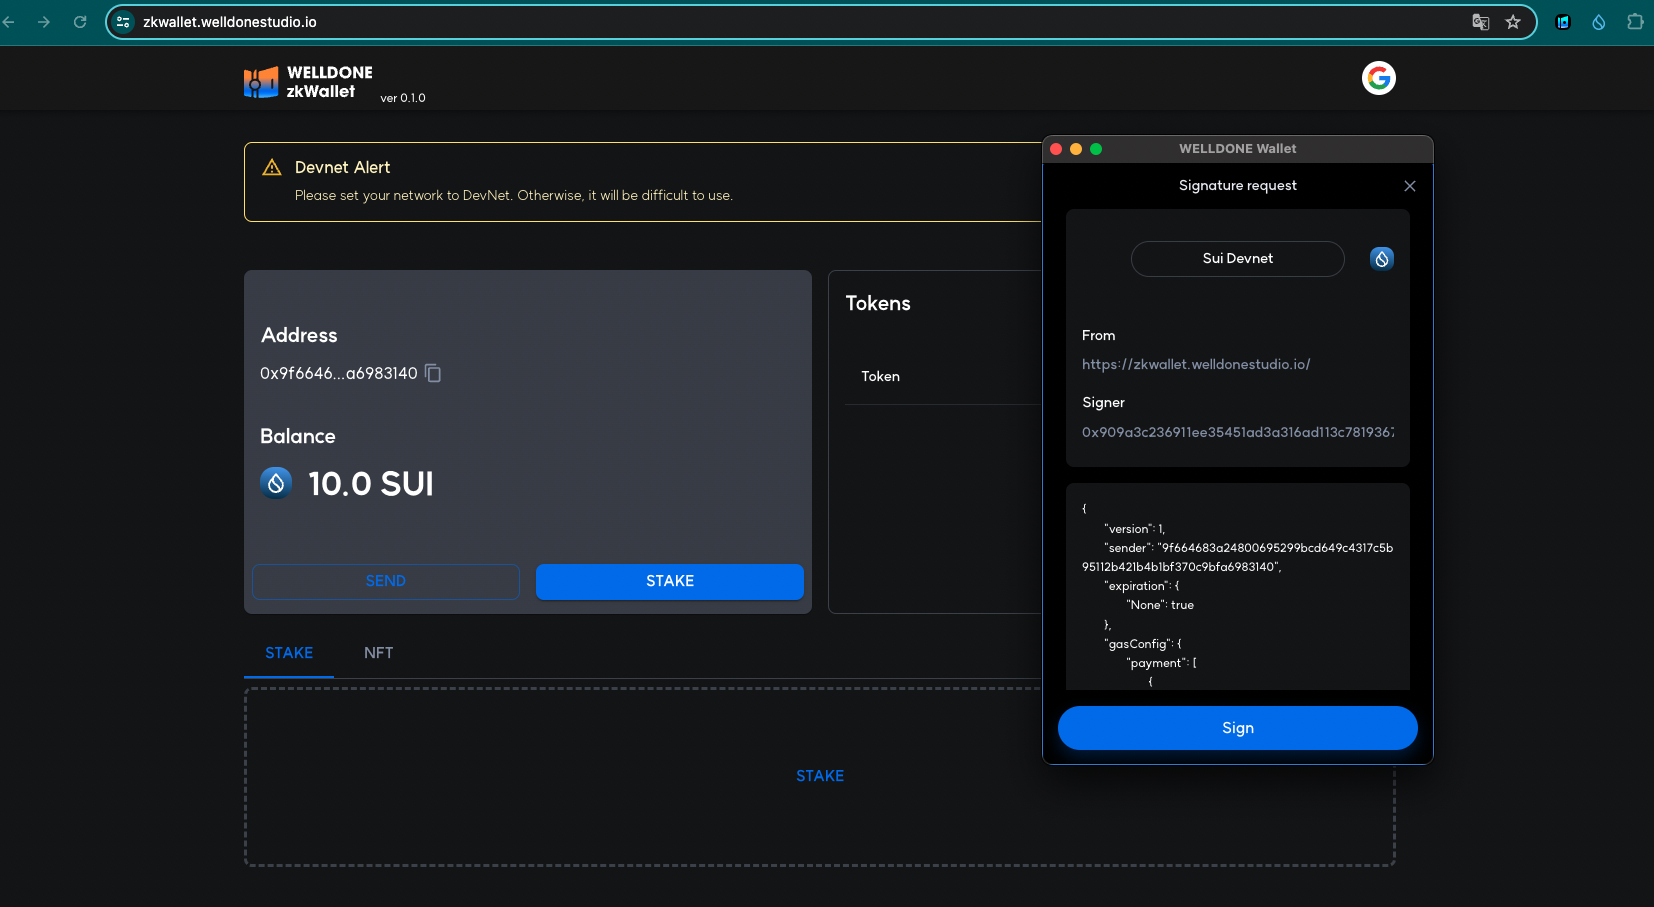 zkwallet.welldonestudio.io
WELLDONE
zkWallet
ver 0.1.0
Devnet Alert
Please set your network to DevNet. Otherwise, it will be difficult to use.
Address
0x9f6646...a6983140
Balance
10.0 SUI
SEND
STAKE
Tokens
Token
STAKE
NFT
STAKE
WELLDONE Wallet
Signature request
Sui Devnet
From
https://zkwallet.welldonestudio.io/
Signer
0x909a3c236911ee35451ad3a316ad113c7819367
{
"version": 1,
"sender": "9f664683a24800695299bcd649c4317c5b
95112b421b4b1bf370c9bfa6983140",
"expiration": {
"None": true
},
"gasConfig": {
"payment": [
{
Sign